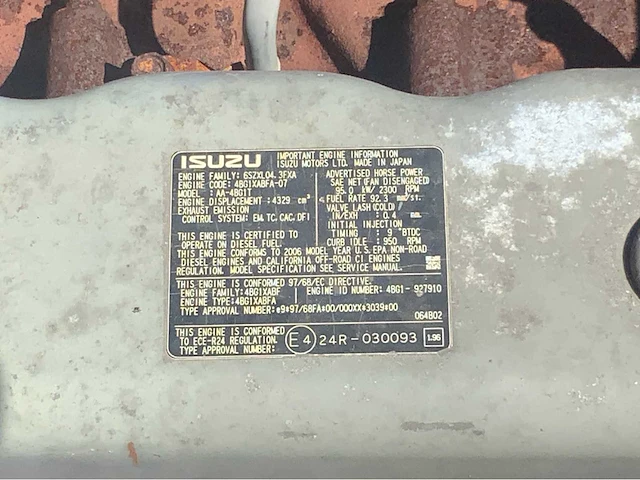 ISUZU
IMPORTANT ENGINE INFORMATION
ISUZU MOTORS LTD. MADE IN JAPAN
ENGINE FAMILY: 6SZXL04.3FXA
ENGINE CODE: 4BG1XABFA-07
MODEL: AA-4BG1T
ENGINE DISPLACEMENT: 4329 cm³
EXHAUST EMISSION
CONTROL SYSTEM: EM, TC, CAC, DFI
THIS ENGINE IS CERTIFIED TO
OPERATE ON DIESEL FUEL.
ADVERTISED HORSE POWER
SAE NET (FAN DISENGAGED)
95.0 kW/ 2300 RPM
FUEL RATE 92.3 mm³/st.
VALVE LASH (COLD)
IN/EXH : 0.4 mm
INITIAL INJECTION
TIMING : 9 °BTDC
CURB IDLE : 950 RPM
THIS ENGINE CONFORMS TO 2006 MODEL YEAR U.S.EPA NON-ROAD
DIESEL ENGINES AND CALIFORNIA OFF-ROAD CI ENGINES
REGULATION. MODEL SPECIFICATION SEE SERVICE MANUAL.
THIS ENGINE IS CONFORMED 97/68/EC DIRECTIVE.
ENGINE FAMILY: 4BG1XABF ENGINE ID NUMBER: 4BG1- 927910
ENGINE TYPE: 4BG1XABFA
TYPE APPROVAL NUMBER: e9*97/68FA*00/000XX*3039*00
064802
THIS ENGINE IS CONFORMED
TO ECE-R24 REGULATION.
TYPE APPROVAL NUMBER:
E4 24R-030093 1.96